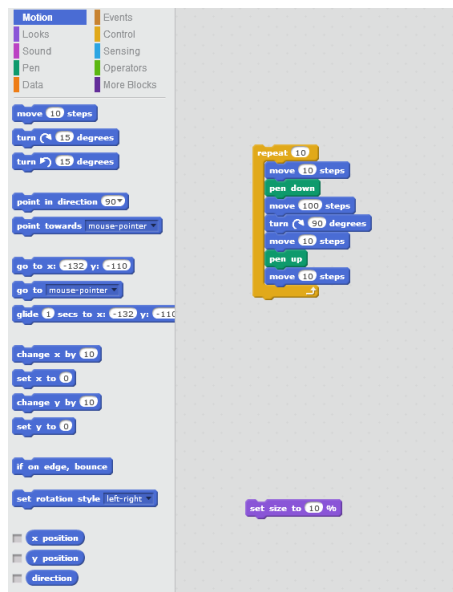 Motion Events
Looks Control
Sound Sensing
Pen Operators
Data More Blocks
move 10 steps
turn 15 degrees
turn 15 degrees
point in direction 90
point towards mouse-pointer
go to x: -132 y: -110
go to mouse-pointer
glide 1 secs to x: -132 y: -110
change x by 10
set x to 0
change y by 10
set y to 0
if on edge, bounce
set rotation style left-right
x position
y position
direction
repeat 10
move 10 steps
pen down
move 100 steps
turn 90 degrees
move 10 steps
pen up
move 10 steps
set size to 10 %